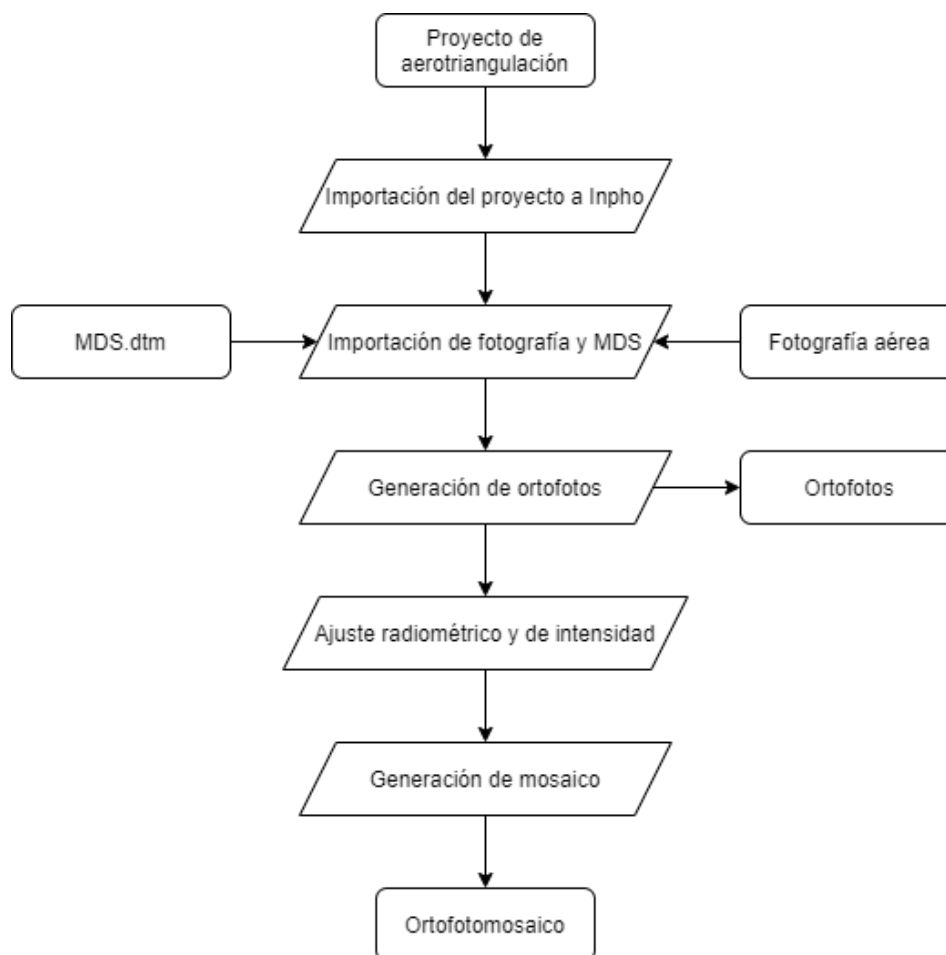 Proyecto de
aerotriangulación
Importación del proyecto a Inpho
MDS.dtm
Importación de fotografía y MDS
Fotografía aérea
Generación de ortofotos
Ortofotos
Ajuste radiométrico y de intensidad
Generación de mosaico
Ortofotomosaico